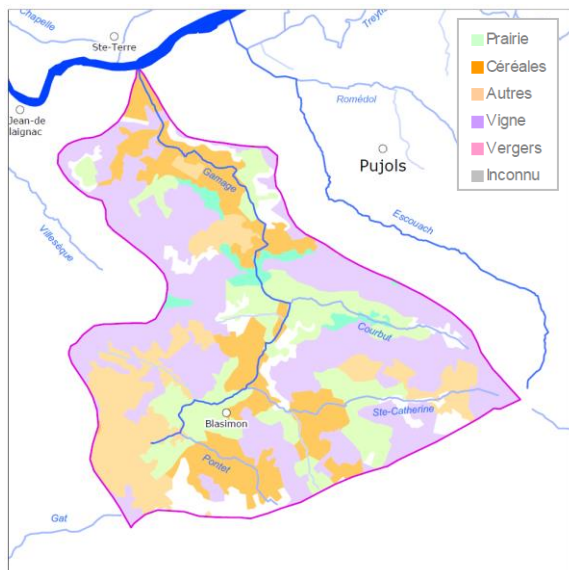 Chapelle
Ste-Terre
Treyt
Jean-de
laignac
Romédol
Pujols
Gamage
Escouach
Villesèque
Courbut
Ste-Catherine
Blasimon
Pontet
Gat
Prairie
Céréales
Autres
Vigne
Vergers
Inconnu